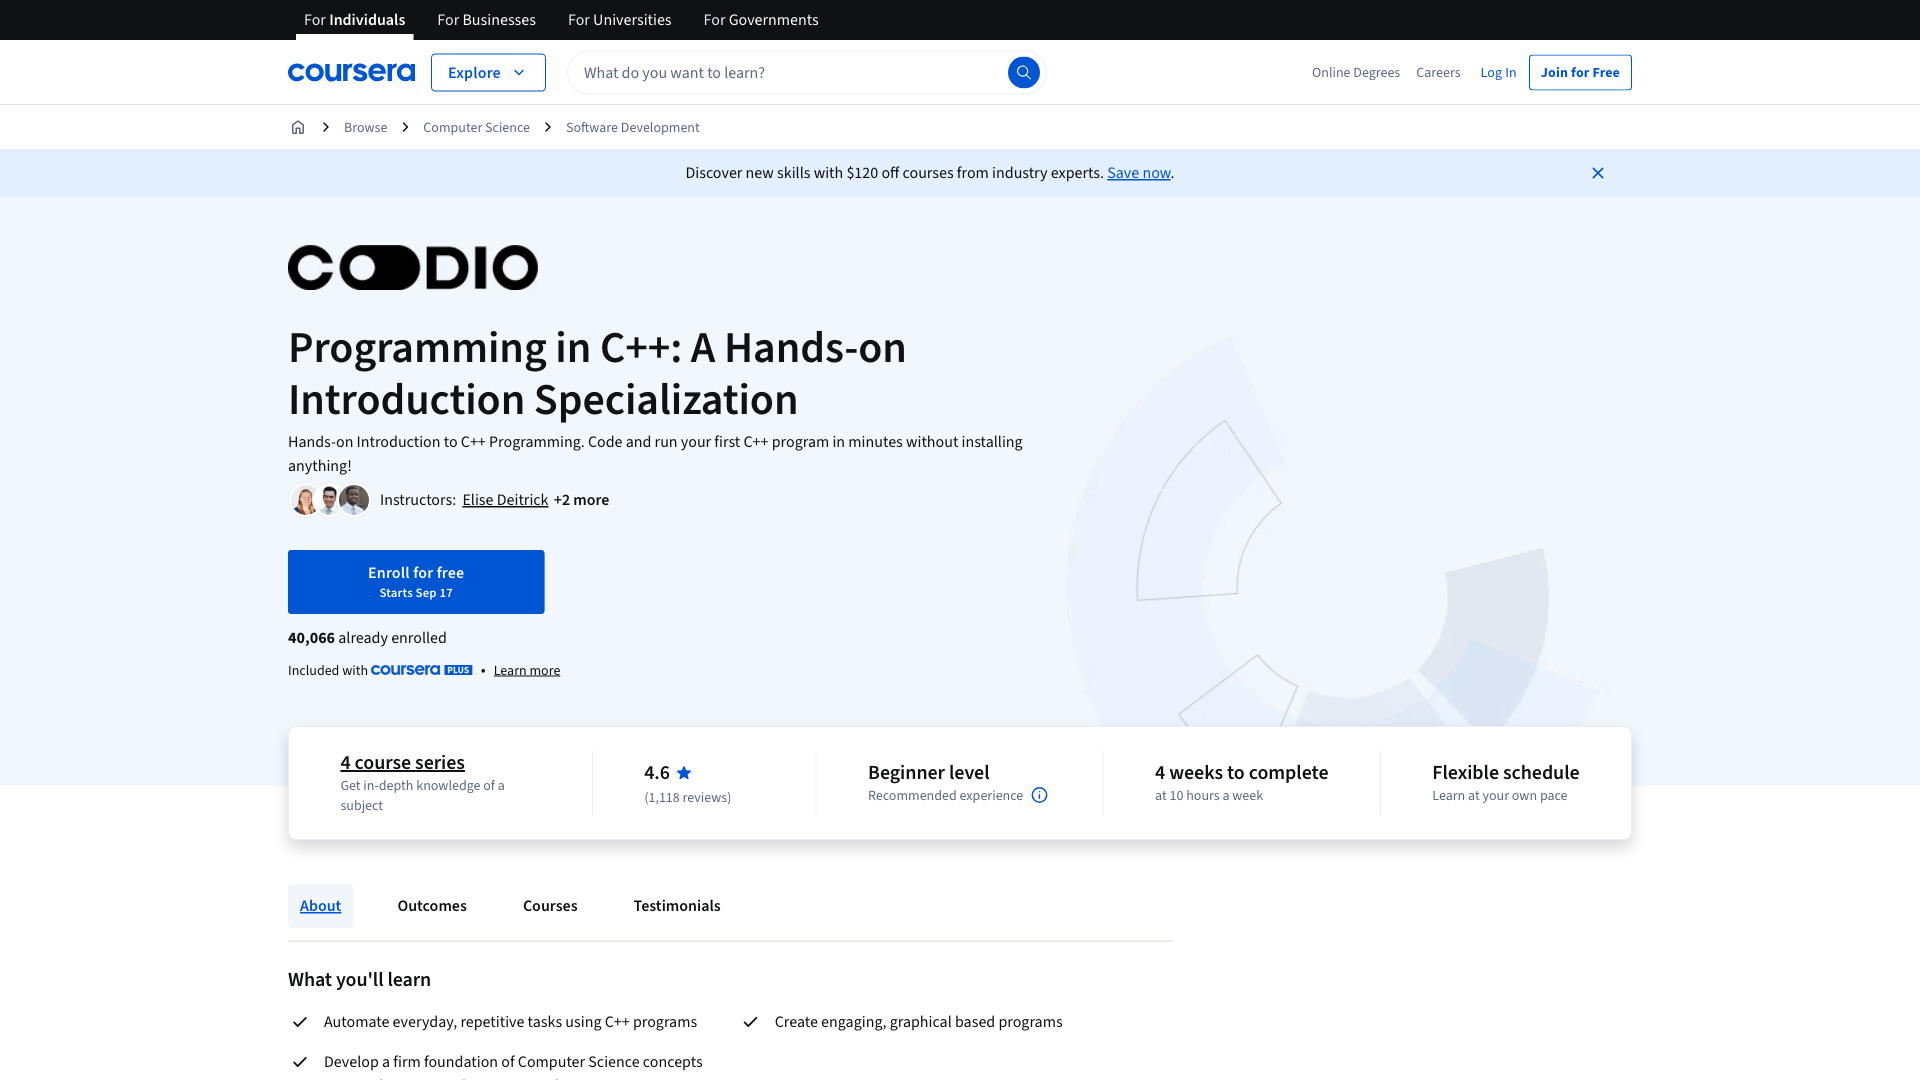 For Individuals
For Businesses
For Universities
For Governments
coursera
Explore
What do you want to learn?
Online Degrees
Careers
Log In
Join for Free
Browse
Computer Science
Software Development
Discover new skills with $120 off courses from industry experts. Save now.
CODIO
Programming in C++: A Hands-on
Introduction Specialization
Hands-on Introduction to C++ Programming. Code and run your first C++ program in minutes without installing
anything!
Instructors: Elise Deitrick +2 more
Enroll for free
Starts Sep 17
40,066 already enrolled
Included with coursera PLUS • Learn more
4 course series
Get in-depth knowledge of a
subject
4.6
(1,118 reviews)
Beginner level
Recommended experience
4 weeks to complete
at 10 hours a week
Flexible schedule
Learn at your own pace
About
Outcomes
Courses
Testimonials
What you'll learn
Automate everyday, repetitive tasks using C++ programs
Create engaging, graphical based programs
Develop a firm foundation of Computer Science concepts